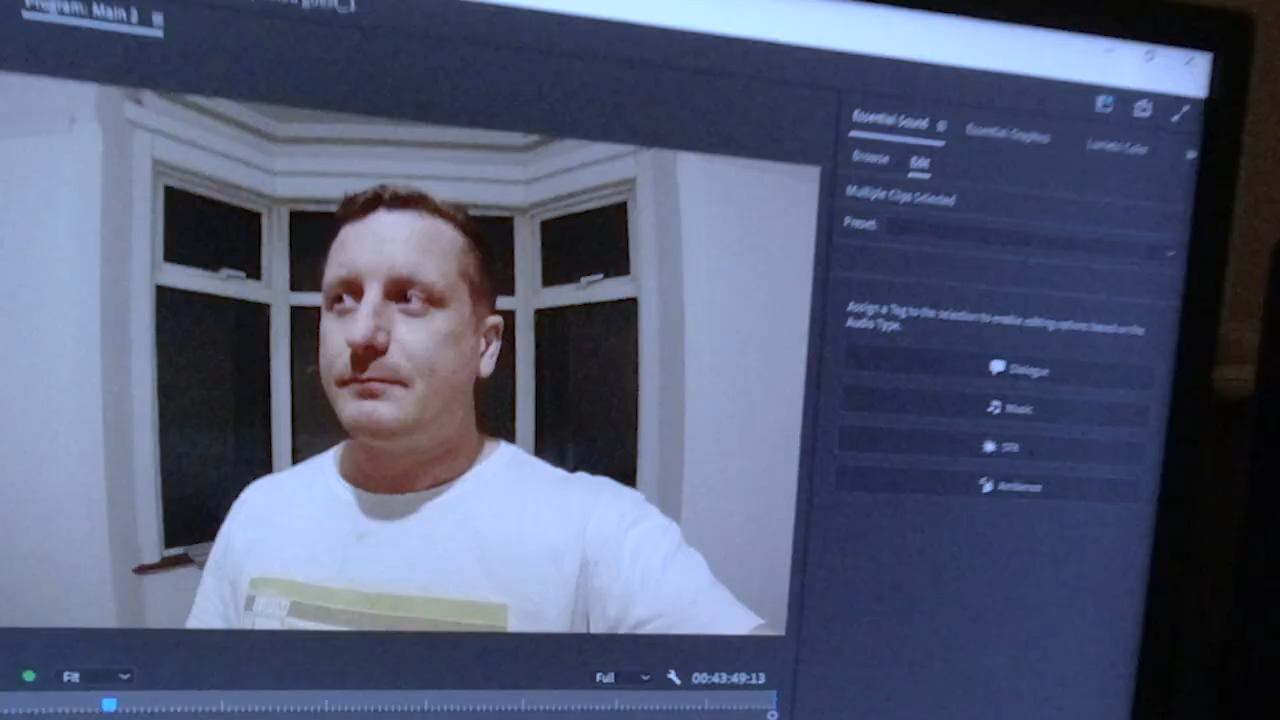 Program: Main 3
Essential Sound
Essential Graphics
Lumetri Color
Browse
Edit
Multiple Clips Selected
Preset:
Assign a Tag to the selection to enable editing options based on the
Audio Type.
Dialogue
Music
SFX
Ambience
Fit
Full
00:43:49:13